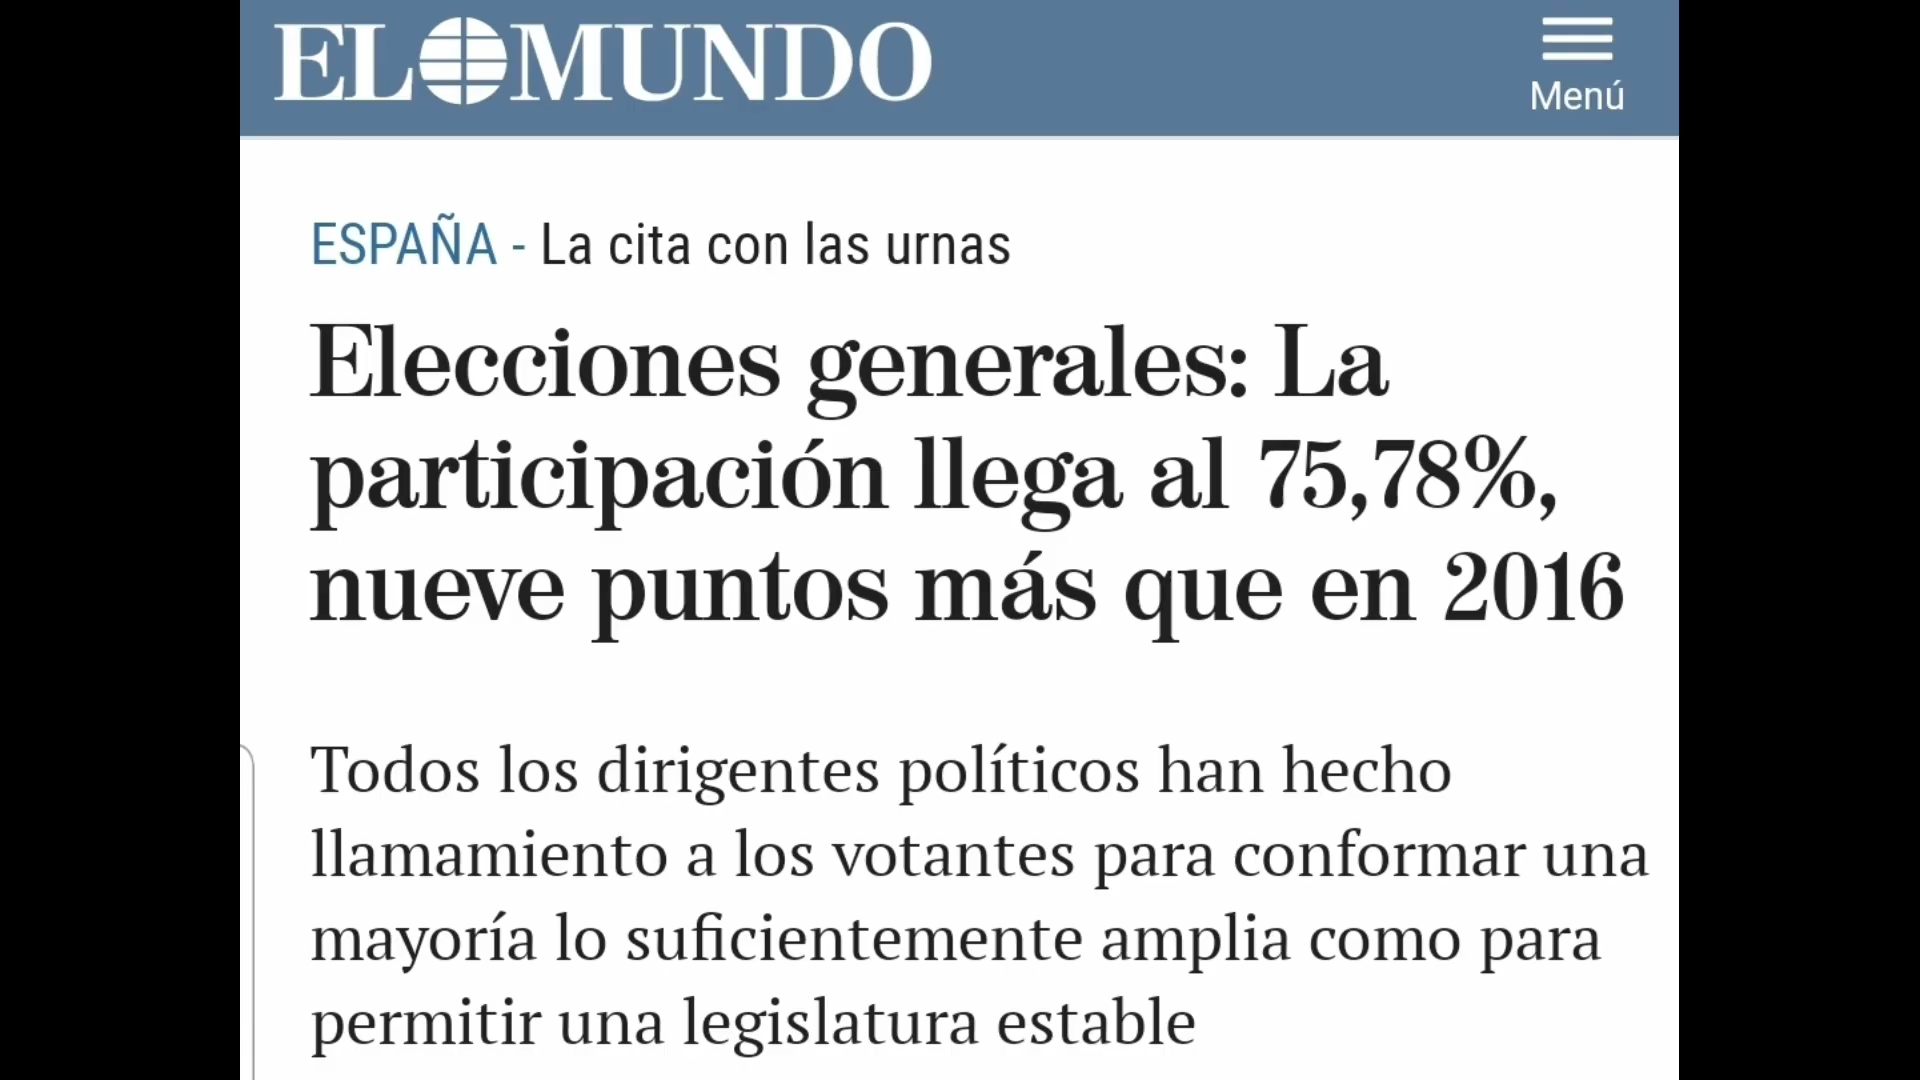 EL MUNDO
Menú
ESPAÑA - La cita con las urnas
Elecciones generales: La
participación llega al 75,78%,
nueve puntos más que en 2016
Todos los dirigentes políticos han hecho
llamamiento a los votantes para conformar una
mayoría lo suficientemente amplia como para
permitir una legislatura estable